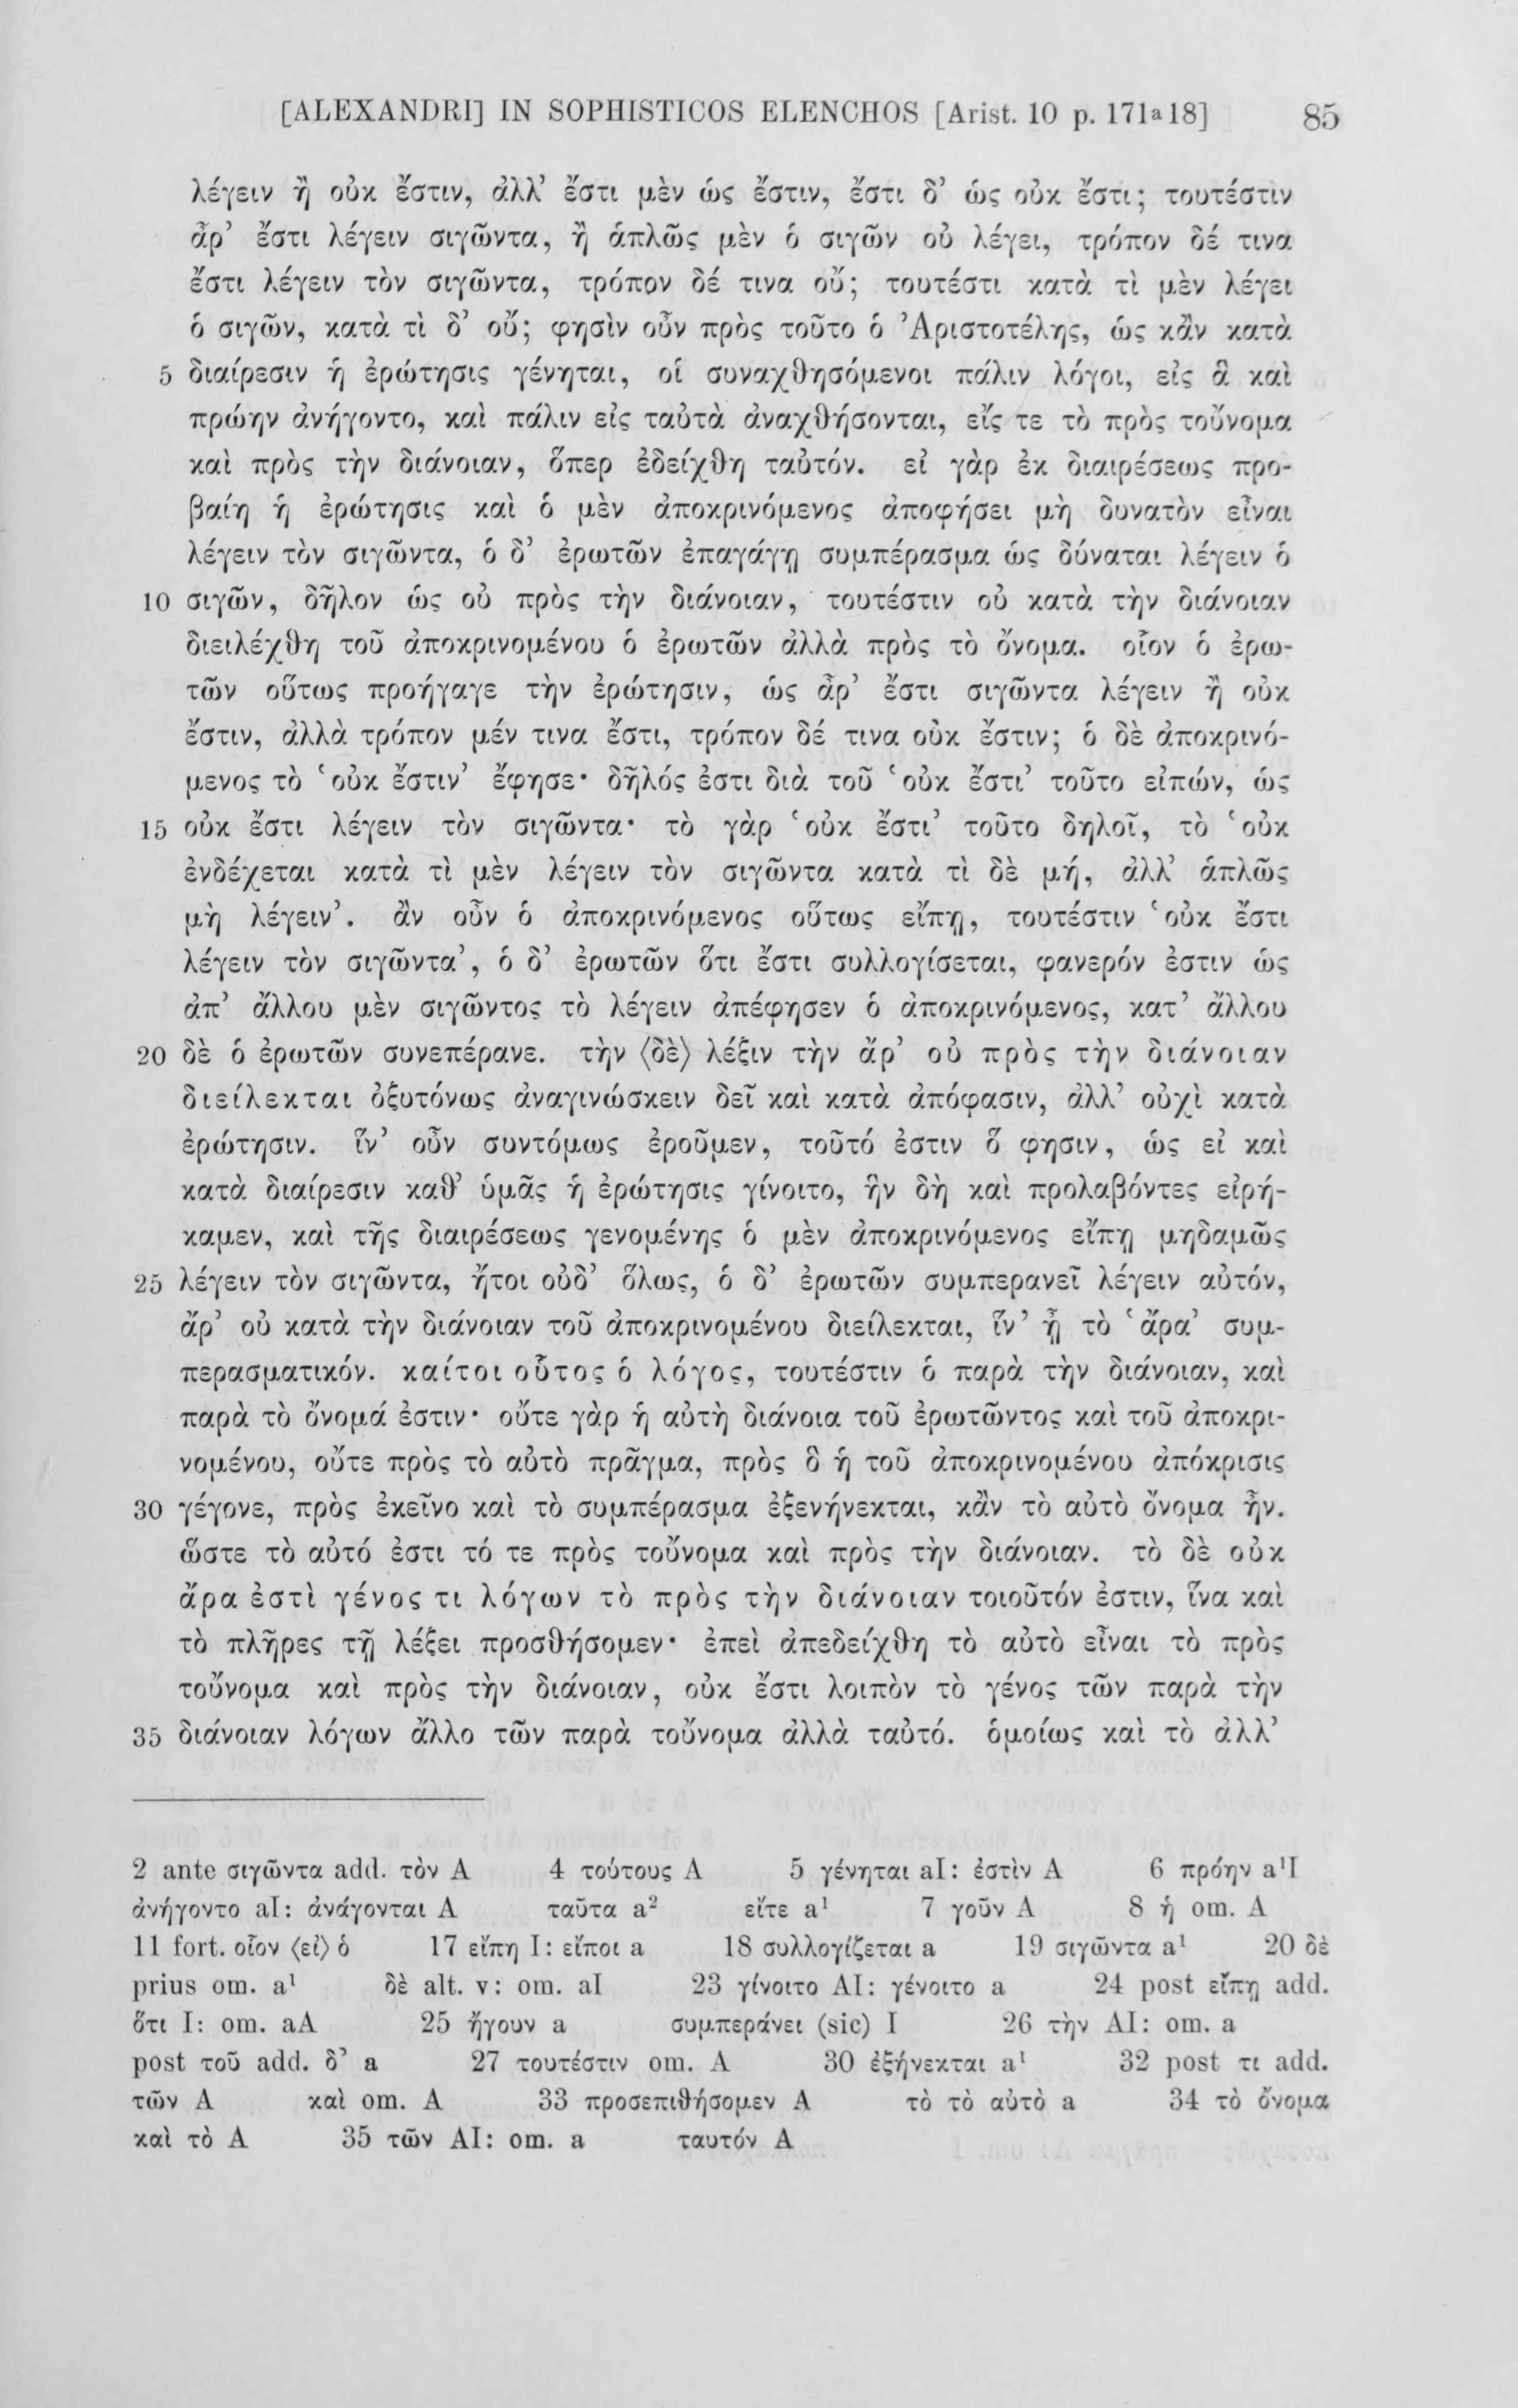 [ALEXANDRI] IN SOPHISTICOS ELENCHOS [Arist. 10 p. 171ᵃ18] 85
λέγειν ἢ οὐκ ἔστιν, ἀλλ’ ἔστι μὲν ὡς ἔστιν, ἔστι δ’ ὡς οὐκ ἔστι; τουτέστιν
ἆρ’ ἔστι λέγειν σιγῶντα, ἢ ἁπλῶς μὲν ὁ σιγῶν οὐ λέγει, τρόπον δέ τινα
ἔστι λέγειν τὸν σιγῶντα, τρόπον δέ τινα οὔ; τουτέστι κατὰ τὶ μὲν λέγει
ὁ σιγῶν, κατὰ τὶ δ’ οὔ; φησὶν οὖν πρὸς τοῦτο ὁ Ἀριστοτέλης, ὡς κἂν κατὰ
5 διαίρεσιν ἡ ἐρώτησις γένηται, οἱ συναχθησόμενοι πάλιν λόγοι, εἰς ἃ καὶ
πρώην ἀνήγοντο, καὶ πάλιν εἰς ταὐτὰ ἀναχθήσονται, εἴς τε τὸ πρὸς τοὔνομα
καὶ πρὸς τὴν διάνοιαν, ὅπερ ἐδείχθη ταὐτόν. εἰ γὰρ ἐκ διαιρέσεως προ-
βαίη ἡ ἐρώτησις καὶ ὁ μὲν ἀποκρινόμενος ἀποφήσει μὴ δυνατὸν εἶναι
λέγειν τὸν σιγῶντα, ὁ δ’ ἐρωτῶν ἐπαγάγῃ συμπέρασμα ὡς δύναται λέγειν ὁ
10 σιγῶν, δῆλον ὡς οὐ πρὸς τὴν διάνοιαν, τουτέστιν οὐ κατὰ τὴν διάνοιαν
διειλέχθη τοῦ ἀποκρινομένου ὁ ἐρωτῶν ἀλλὰ πρὸς τὸ ὄνομα. οἷον ὁ ἐρω-
τῶν οὕτως προήγαγε τὴν ἐρώτησιν, ὡς ἆρ’ ἔστι σιγῶντα λέγειν ἢ οὐκ
ἔστιν, ἀλλὰ τρόπον μέν τινα ἔστι, τρόπον δέ τινα οὐκ ἔστιν; ὁ δὲ ἀποκρινό-
μενος τὸ ‘οὐκ ἔστιν’ ἔφησε· δῆλός ἐστι διὰ τοῦ ‘οὐκ ἔστι’ τοῦτο εἰπών, ὡς
15 οὐκ ἔστι λέγειν τὸν σιγῶντα· τὸ γὰρ ‘οὐκ ἔστι’ τοῦτο δηλοῖ, τὸ ‘οὐκ
ἐνδέχεται κατὰ τὶ μὲν λέγειν τὸν σιγῶντα κατὰ τὶ δὲ μή, ἀλλ’ ἁπλῶς
μὴ λέγειν’. ἂν οὖν ὁ ἀποκρινόμενος οὕτως εἴπῃ, τουτέστιν ‘οὐκ ἔστι
λέγειν τὸν σιγῶντα’, ὁ δ’ ἐρωτῶν ὅτι ἔστι συλλογίσεται, φανερόν ἐστιν ὡς
ἀπ’ ἄλλου μὲν σιγῶντος τὸ λέγειν ἀπέφησεν ὁ ἀποκρινόμενος, κατ’ ἄλλου
20 δὲ ὁ ἐρωτῶν συνεπέρανε. τὴν ⟨δὲ⟩ λέξιν τὴν ἄρ’ οὐ πρὸς τὴν διάνοιαν
διείλεκται ὀξυτόνως ἀναγινώσκειν δεῖ καὶ κατὰ ἀπόφασιν, ἀλλ’ οὐχὶ κατὰ
ἐρώτησιν. ἵν’ οὖν συντόμως ἐροῦμεν, τοῦτό ἐστιν ὅ φησιν, ὡς εἰ καὶ
κατὰ διαίρεσιν καθ’ ὑμᾶς ἡ ἐρώτησις γίνοιτο, ἣν δὴ καὶ προλαβόντες εἰρή-
καμεν, καὶ τῆς διαιρέσεως γενομένης ὁ μὲν ἀποκρινόμενος εἴπῃ μηδαμῶς
25 λέγειν τὸν σιγῶντα, ἤτοι οὐδ’ ὅλως, ὁ δ’ ἐρωτῶν συμπερανεῖ λέγειν αὐτόν,
ἄρ’ οὐ κατὰ τὴν διάνοιαν τοῦ ἀποκρινομένου διείλεκται, ἵν’ ᾖ τὸ ‘ἄρα’ συμ-
περασματικόν. καίτοι οὗτος ὁ λόγος, τουτέστιν ὁ παρὰ τὴν διάνοιαν, καὶ
παρὰ τὸ ὄνομά ἐστιν· οὔτε γὰρ ἡ αὐτὴ διάνοια τοῦ ἐρωτῶντος καὶ τοῦ ἀποκρι-
νομένου, οὔτε πρὸς τὸ αὐτὸ πρᾶγμα, πρὸς ὃ ἡ τοῦ ἀποκρινομένου ἀπόκρισις
30 γέγονε, πρὸς ἐκεῖνο καὶ τὸ συμπέρασμα ἐξενήνεκται, κἂν τὸ αὐτὸ ὄνομα ἦν.
ὥστε τὸ αὐτό ἐστι τό τε πρὸς τοὔνομα καὶ πρὸς τὴν διάνοιαν. τὸ δὲ οὐκ
ἄρα ἐστὶ γένος τι λόγων τὸ πρὸς τὴν διάνοιαν τοιοῦτόν ἐστιν, ἵνα καὶ
τὸ πλῆρες τῇ λέξει προσθήσομεν· ἐπεὶ ἀπεδείχθη τὸ αὐτὸ εἶναι τὸ πρὸς
τοὔνομα καὶ πρὸς τὴν διάνοιαν, οὐκ ἔστι λοιπὸν τὸ γένος τῶν παρὰ τὴν
35 διάνοιαν λόγων ἄλλο τῶν παρὰ τοὔνομα ἀλλὰ ταὐτό. ὁμοίως καὶ τὸ ἀλλ’
2 ante σιγῶντα add. τὸν A 4 τούτους A 5 γένηται aI: ἐστὶν A 6 πρόην a¹I
ἀνήγοντο aI: ἀνάγονται A ταῦτα a² εἴτε a¹ 7 γοῦν A 8 ἡ om. A
11 fort. οἷον ⟨εἰ⟩ ὁ 17 εἴπῃ I: εἴποι a 18 συλλογίζεται a 19 σιγῶντα a¹ 20 δὲ
prius om. a¹ δὲ alt. v: om. aI 23 γίνοιτο AI: γένοιτο a 24 post εἴπῃ add.
ὅτι I: om. aA 25 ἤγουν a συμπεράνει (sic) I 26 τὴν AI: om. a
post τοῦ add. δ’ a 27 τουτέστιν om. A 30 ἐξήνεκται a¹ 32 post τι add.
τῶν A καὶ om. A 33 προσεπιθήσομεν A τὸ τὸ αὐτὸ a 34 τὸ ὄνομα
καὶ τὸ A 35 τῶν AI: om. a ταυτόν A